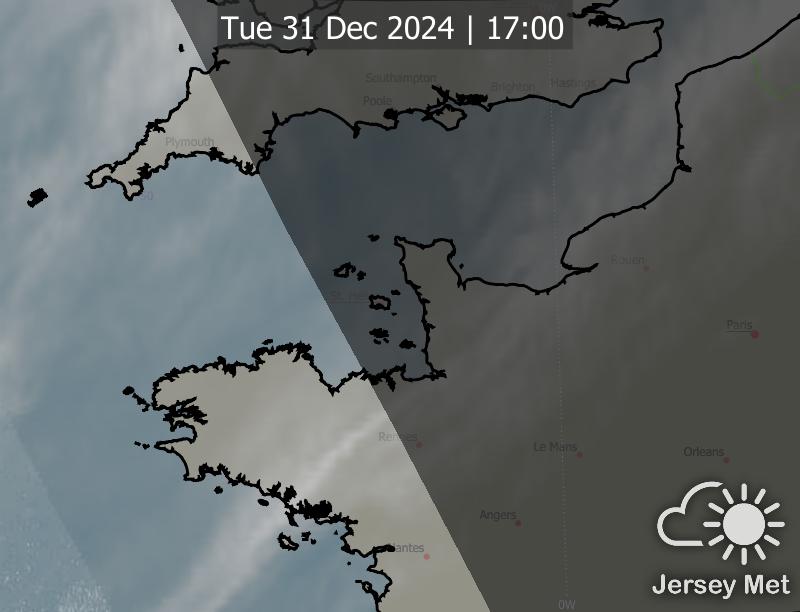 Tue 31 Dec 2024 | 17:00
Southampton
Brighton
Hastings
Poole
Plymouth
50
Rouen
Paris
Rennes
Le Mans
Orleans
Angers
Nantes
0W
Jersey Met